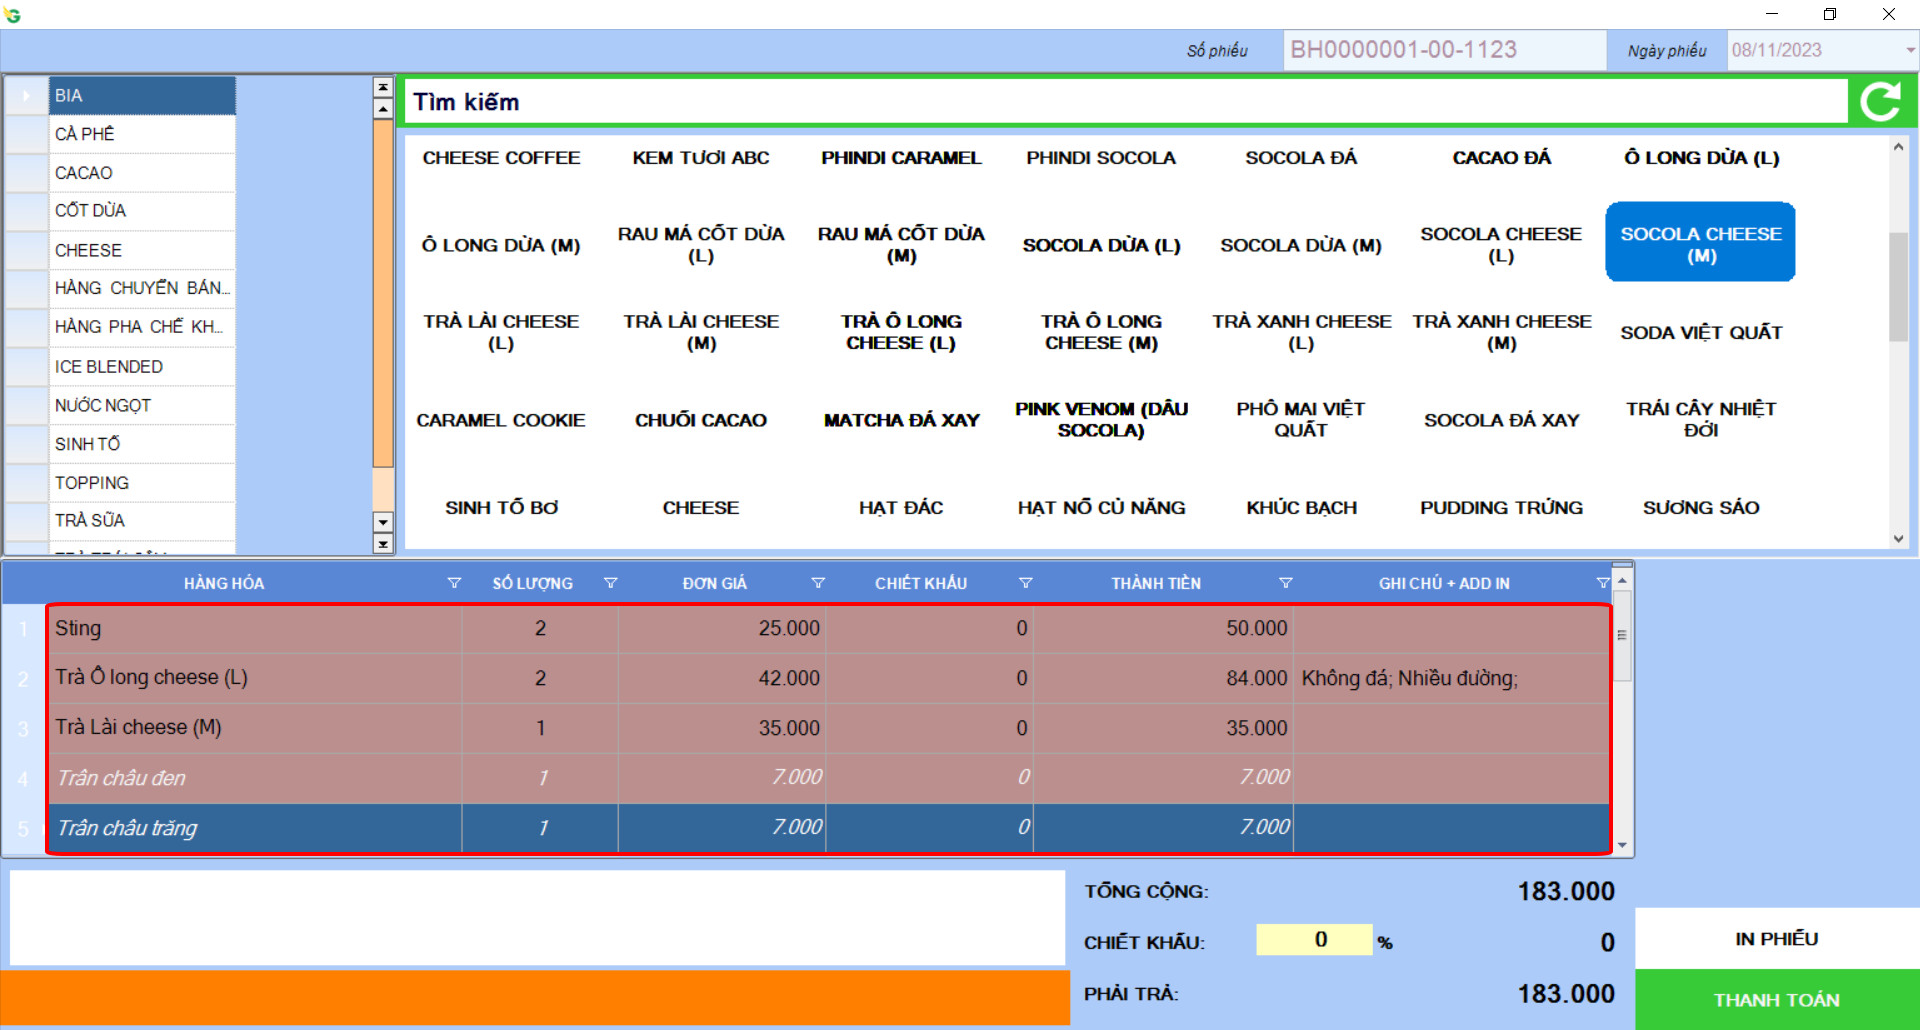 Số phiếu BH0000001-00-1123 Ngày phiếu 08/11/2023
BIA
CÀ PHÊ
CACAO
CỐT DỪA
CHEESE
HÀNG CHUYỂN BÁN...
HÀNG PHA CHẾ KH...
ICE BLENDED
NƯỚC NGỌT
SINH TỐ
TOPPING
TRÀ SỮA
Tìm kiếm
CHEESE COFFEE KEM TƯƠI ABC PHINDI CARAMEL PHINDI SOCOLA SOCOLA ĐÁ CACAO ĐÁ Ô LONG DỪA (L)
Ô LONG DỪA (M) RAU MÁ CỐT DỪA (L) RAU MÁ CỐT DỪA (M) SOCOLA DỪA (L) SOCOLA DỪA (M) SOCOLA CHEESE (L) SOCOLA CHEESE (M)
TRÀ LÀI CHEESE (L) TRÀ LÀI CHEESE (M) TRÀ Ô LONG CHEESE (L) TRÀ Ô LONG CHEESE (M) TRÀ XANH CHEESE (L) TRÀ XANH CHEESE (M) SODA VIỆT QUẤT
CARAMEL COOKIE CHUỐI CACAO MATCHA ĐÁ XAY PINK VENOM (DÂU SOCOLA) PHÔ MAI VIỆT QUẤT SOCOLA ĐÁ XAY TRÁI CÂY NHIỆT ĐỚI
SINH TỐ BƠ CHEESE HẠT ĐÁC HẠT NỔ CỦ NĂNG KHÚC BẠCH PUDDING TRỨNG SƯƠNG SÁO
HÀNG HÓA SỐ LƯỢNG ĐƠN GIÁ CHIẾT KHẤU THÀNH TIỀN GHI CHÚ + ADD IN
1 Sting 2 25.000 0 50.000
2 Trà Ô long cheese (L) 2 42.000 0 84.000 Không đá; Nhiều đường;
3 Trà Lài cheese (M) 1 35.000 0 35.000
4 Trân châu đen 1 7.000 0 7.000
5 Trân châu trăng 1 7.000 0 7.000
TỔNG CỘNG: 183.000
CHIẾT KHẤU: 0 % 0
PHẢI TRẢ: 183.000
IN PHIẾU
THANH TOÁN